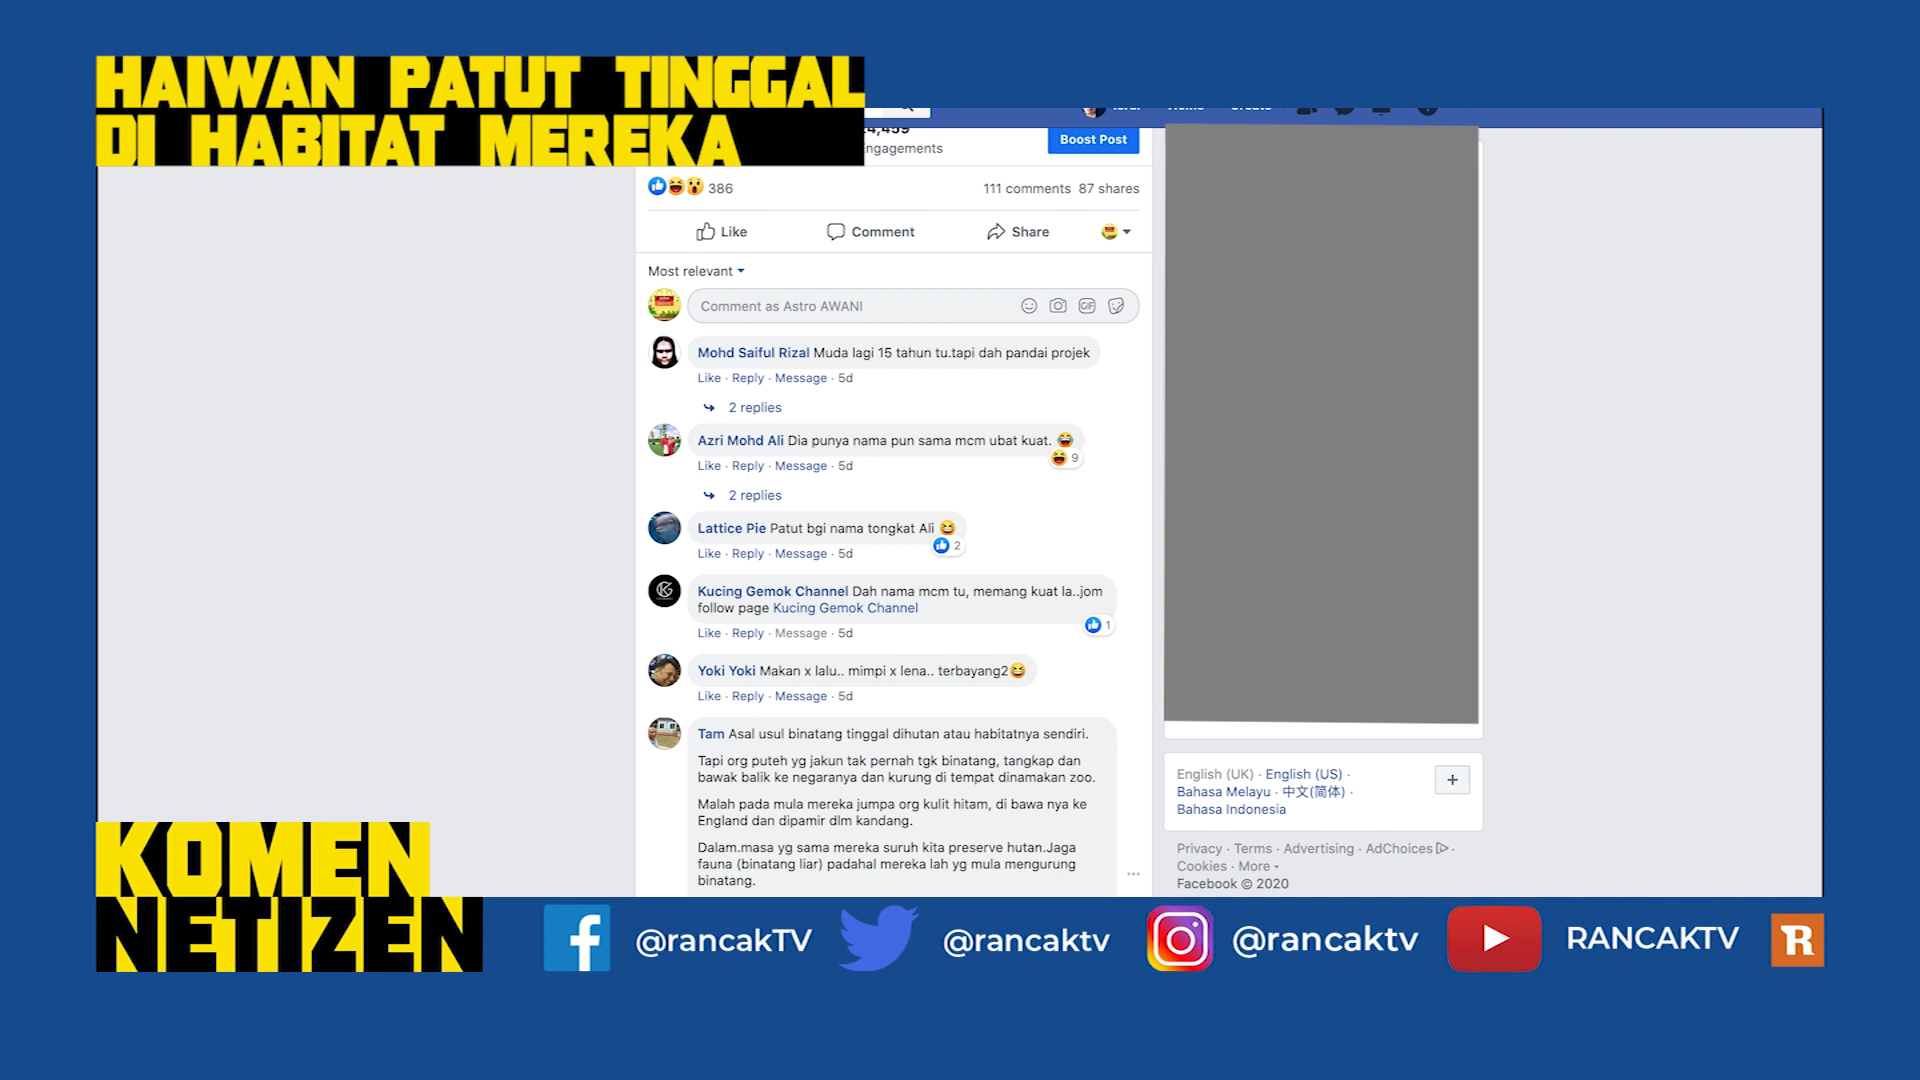 HAIWAN PATUT TINGGAL
DI HABITAT MEREKA
Home
Create
Engagements
Boost Post
386
111 comments 87 shares
Like
Comment
Share
Most relevant
Comment as Astro AWANI
GIF
Mohd Saiful Rizal Muda lagi 15 tahun tu.tapi dah pandai projek
Like · Reply · Message · 5d
2 replies
Azri Mohd Ali Dia punya nama pun sama mcm ubat kuat. 😂
9
Like · Reply · Message · 5d
2 replies
Lattice Pie Patut bgi nama tongkat Ali 😆
2
Like · Reply · Message · 5d
Kucing Gemok Channel Dah nama mcm tu, memang kuat la..jom
follow page Kucing Gemok Channel
1
Like · Reply · Message · 5d
Yoki Yoki Makan x lalu.. mimpi x lena.. terbayang2😆
Like · Reply · Message · 5d
Tam Asal usul binatang tinggal dihutan atau habitatnya sendiri.
Tapi org puteh yg jakun tak pernah tgk binatang, tangkap dan
bawak balik ke negaranya dan kurung di tempat dinamakan zoo.
Malah pada mula mereka jumpa org kulit hitam, di bawa nya ke
England dan dipamir dlm kandang.
Dalam.masa yg sama mereka suruh kita preserve hutan.Jaga
fauna (binatang liar) padahal mereka lah yg mula mengurung
binatang.
English (UK) · English (US) ·
Bahasa Melayu · 中文(简体) ·
Bahasa Indonesia
Privacy · Terms · Advertising · AdChoices ·
Cookies · More
Facebook © 2020
KOMEN
NETIZEN
@rancakTV
@rancaktv
@rancaktv
RANCAKTV
R